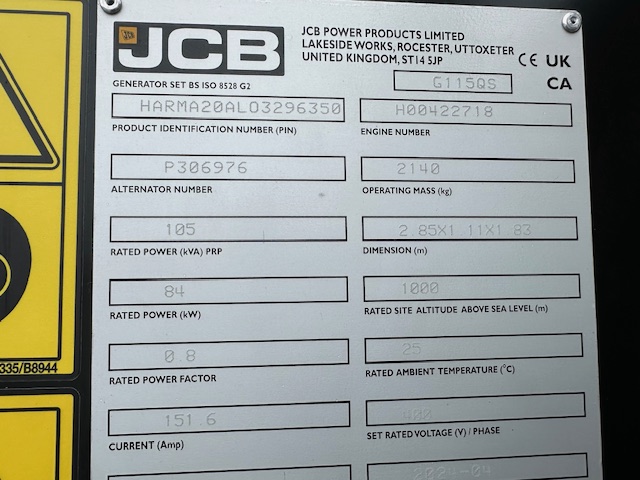 JCB
JCB
JCB POWER PRODUCTS LIMITED
LAKESIDE WORKS, ROCESTER, UTTOXETER
UNITED KINGDOM, ST14 5JP
CE UK
CA
GENERATOR SET BS ISO 8528 G2
G115QS
HARMA20AL03296350
PRODUCT IDENTIFICATION NUMBER (PIN)
H00422718
ENGINE NUMBER
P306976
ALTERNATOR NUMBER
2140
OPERATING MASS (kg)
105
RATED POWER (kVA) PRP
2.85X1.11X1.83
DIMENSION (m)
84
RATED POWER (kW)
1000
RATED SITE ALTITUDE ABOVE SEA LEVEL (m)
0.8
RATED POWER FACTOR
25
RATED AMBIENT TEMPERATURE (°C)
151.6
CURRENT (Amp)
400
SET RATED VOLTAGE (V) / PHASE
2024-04
335/B8944